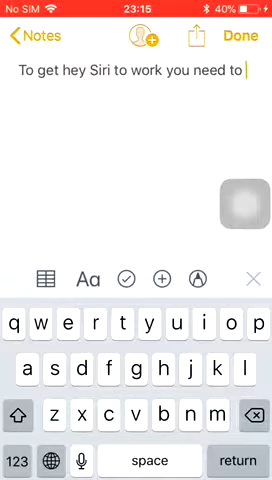 No SIM 23:15 40%
Notes Done
To get hey Siri to work you need to
Aa
q w e r t y u i o p
a s d f g h j k l
z x c v b n m
123 space return